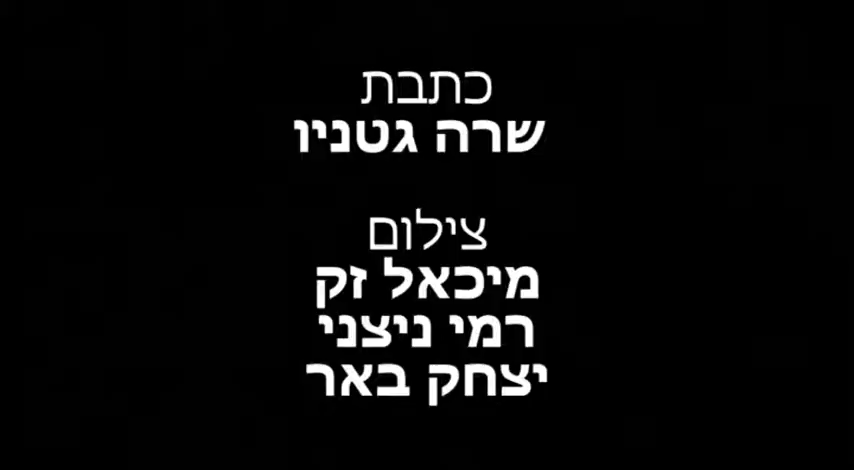 כתבת
שרה גטניו
צילום
מיכאל זק
רמי ניצני
יצחק באר